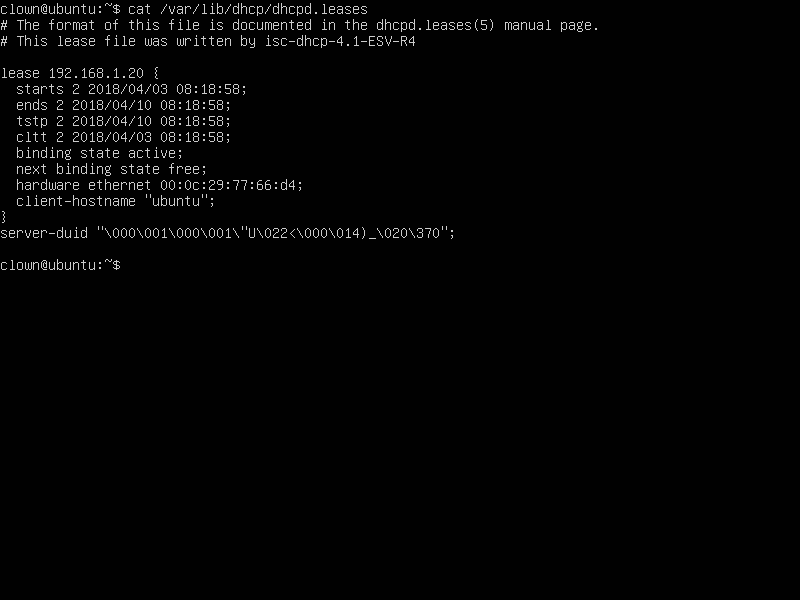 clown@ubuntu:~$ cat /var/lib/dhcp/dhcpd.leases
# The format of this file is documented in the dhcpd.leases(5) manual page.
# This lease file was written by isc-dhcp-4.1-ESV-R4
lease 192.168.1.20 {
  starts 2 2018/04/03 08:18:58;
  ends 2 2018/04/10 08:18:58;
  tstp 2 2018/04/10 08:18:58;
  cltt 2 2018/04/03 08:18:58;
  binding state active;
  next binding state free;
  hardware ethernet 00:0c:29:77:66:d4;
  client-hostname "ubuntu";
}
server-duid "\000\001\000\001\"U\022<\000\014)_\020\370";
clown@ubuntu:~$